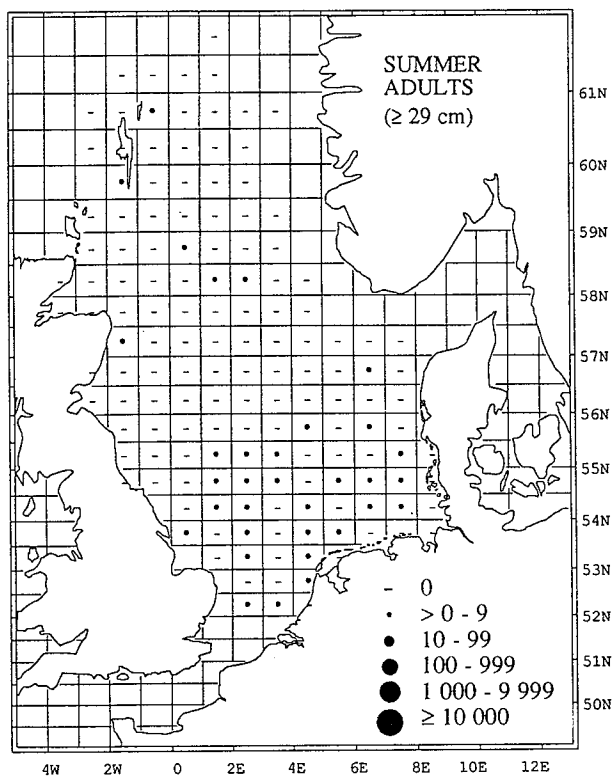 SUMMER
ADULTS
(≥ 29 cm)
61N
60N
59N
58N
57N
56N
55N
54N
53N
52N
51N
50N
- 0
> 0 - 9
10 - 99
100 - 999
1 000 - 9 999
≥ 10 000
4W 2W 0 2E 4E 6E 8E 10E 12E